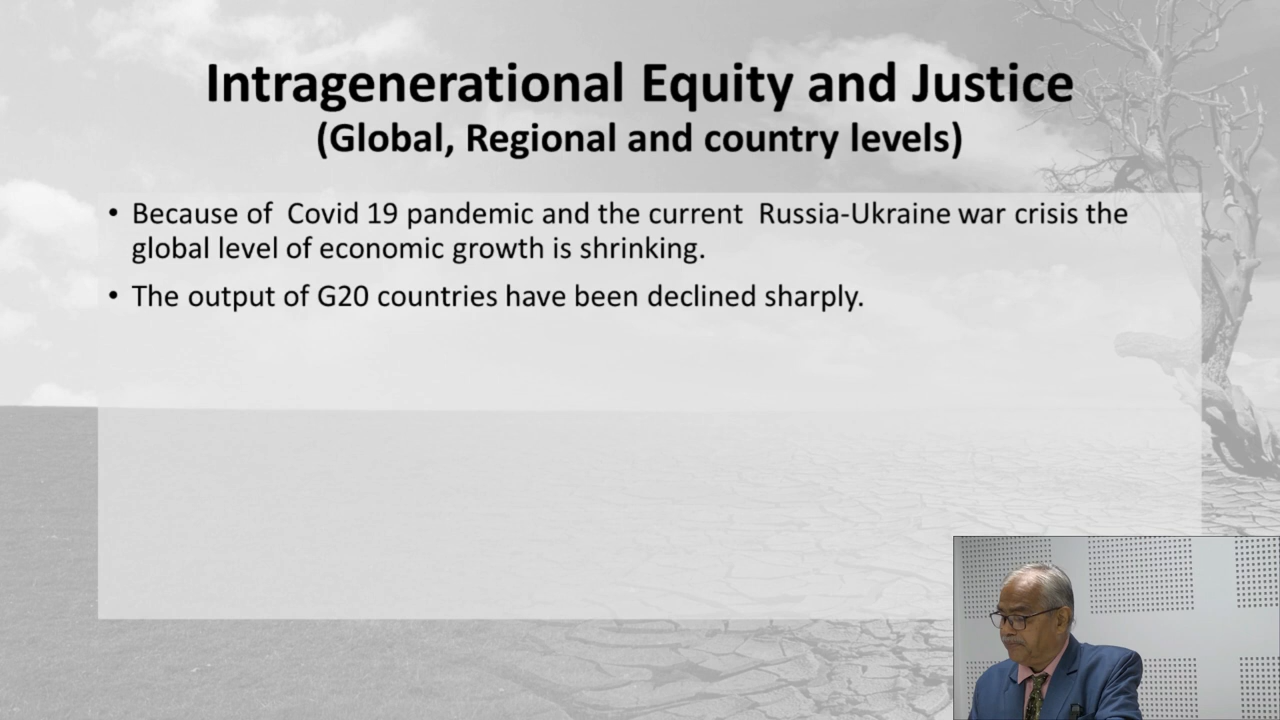 Intragenerational Equity and Justice
(Global, Regional and country levels)
• Because of  Covid 19 pandemic and the current  Russia-Ukraine war crisis the
global level of economic growth is shrinking.
• The output of G20 countries have been declined sharply.